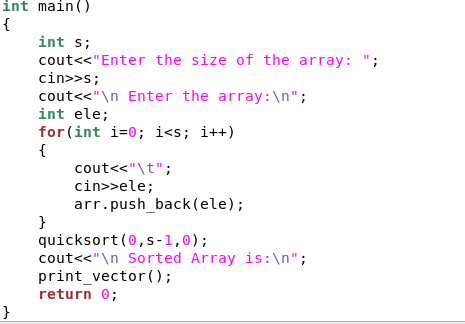 int main()
{
    int s;
    cout<<"Enter the size of the array: ";
    cin>>s;
    cout<<"\n Enter the array:\n";
    int ele;
    for(int i=0; i<s; i++)
    {
        cout<<"\t";
        cin>>ele;
        arr.push_back(ele);
    }
    quicksort(0,s-1,0);
    cout<<"\n Sorted Array is:\n";
    print_vector();
    return 0;
}